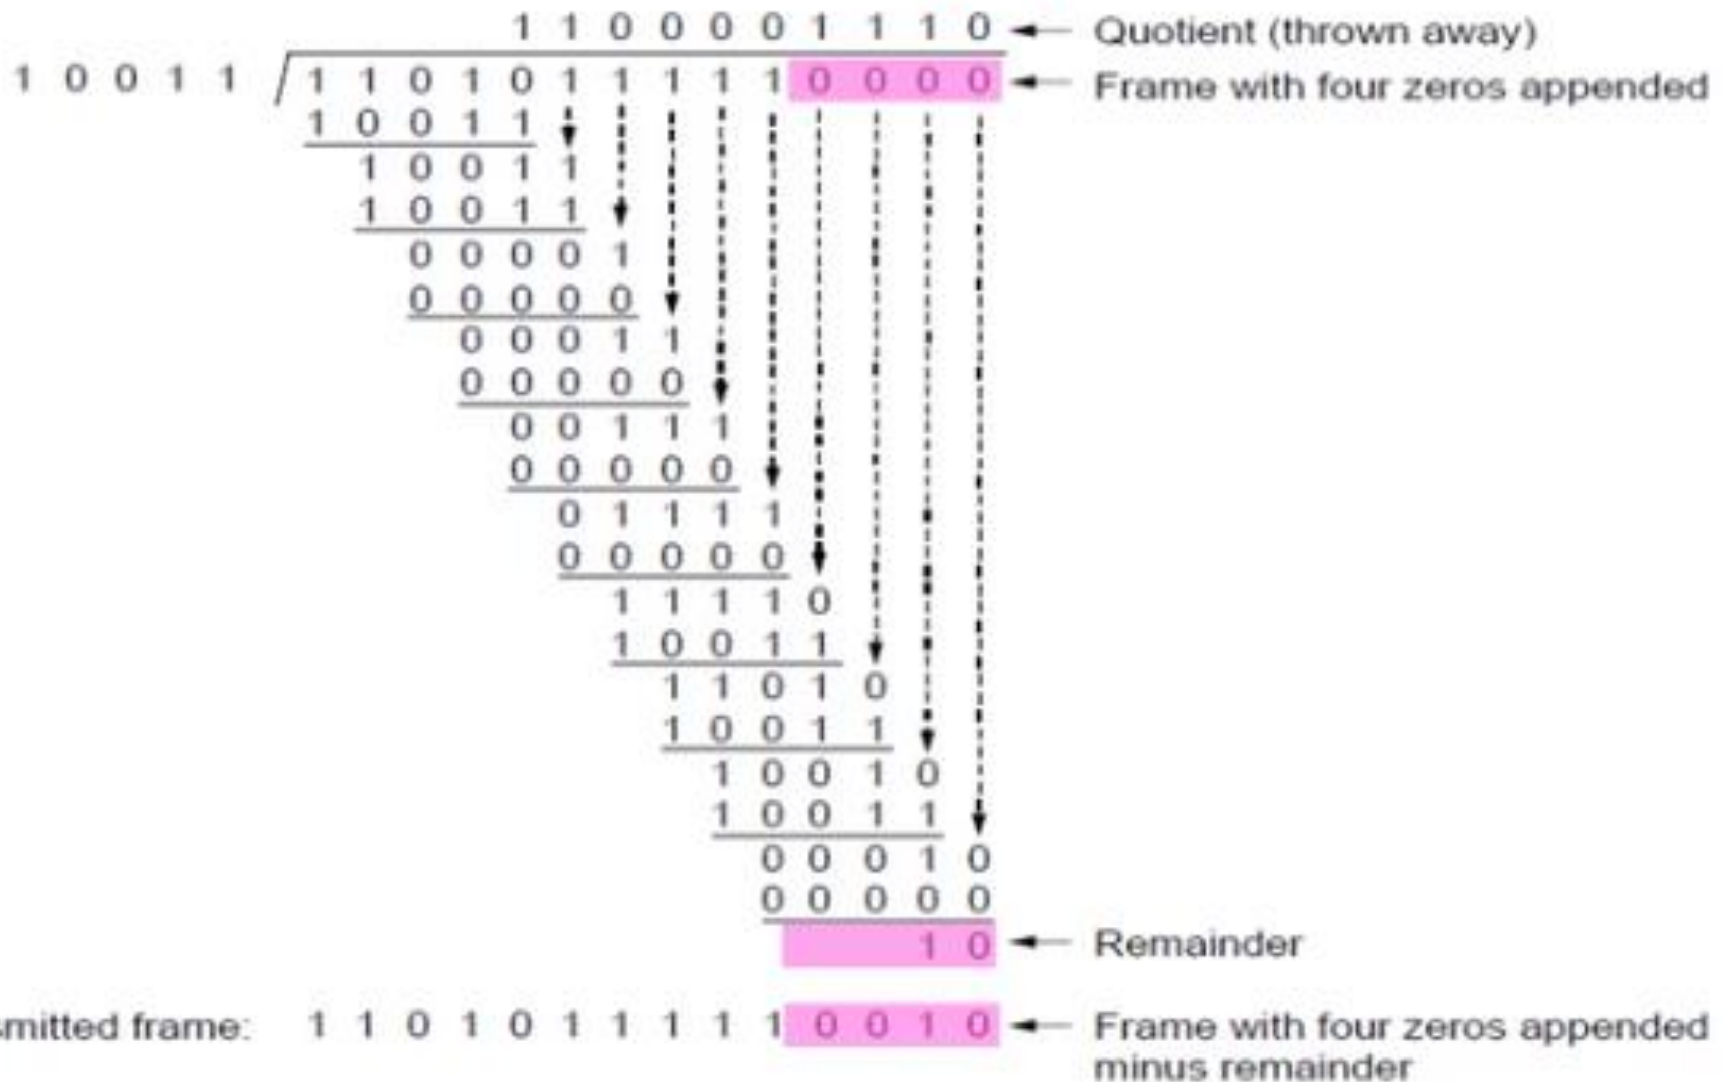 1 1 0 0 0 0 1 1 1 0 Quotient (thrown away)
1 0 0 1 1 1 1 0 1 0 1 1 1 1 1 0 0 0 0 Frame with four zeros appended
1 0 0 1 1
1 0 0 1 1
1 0 0 1 1
0 0 0 0 1
0 0 0 0 0
0 0 0 1 1
0 0 0 0 0
0 0 1 1 1
0 0 0 0 0
0 1 1 1 1
0 0 0 0 0
1 1 1 1 0
1 0 0 1 1
1 1 0 1 0
1 0 0 1 1
1 0 0 1 0
1 0 0 1 1
0 0 0 1 0
0 0 0 0 0
1 0 Remainder
smitted frame: 1 1 0 1 0 1 1 1 1 1 0 0 1 0 Frame with four zeros appended
minus remainder